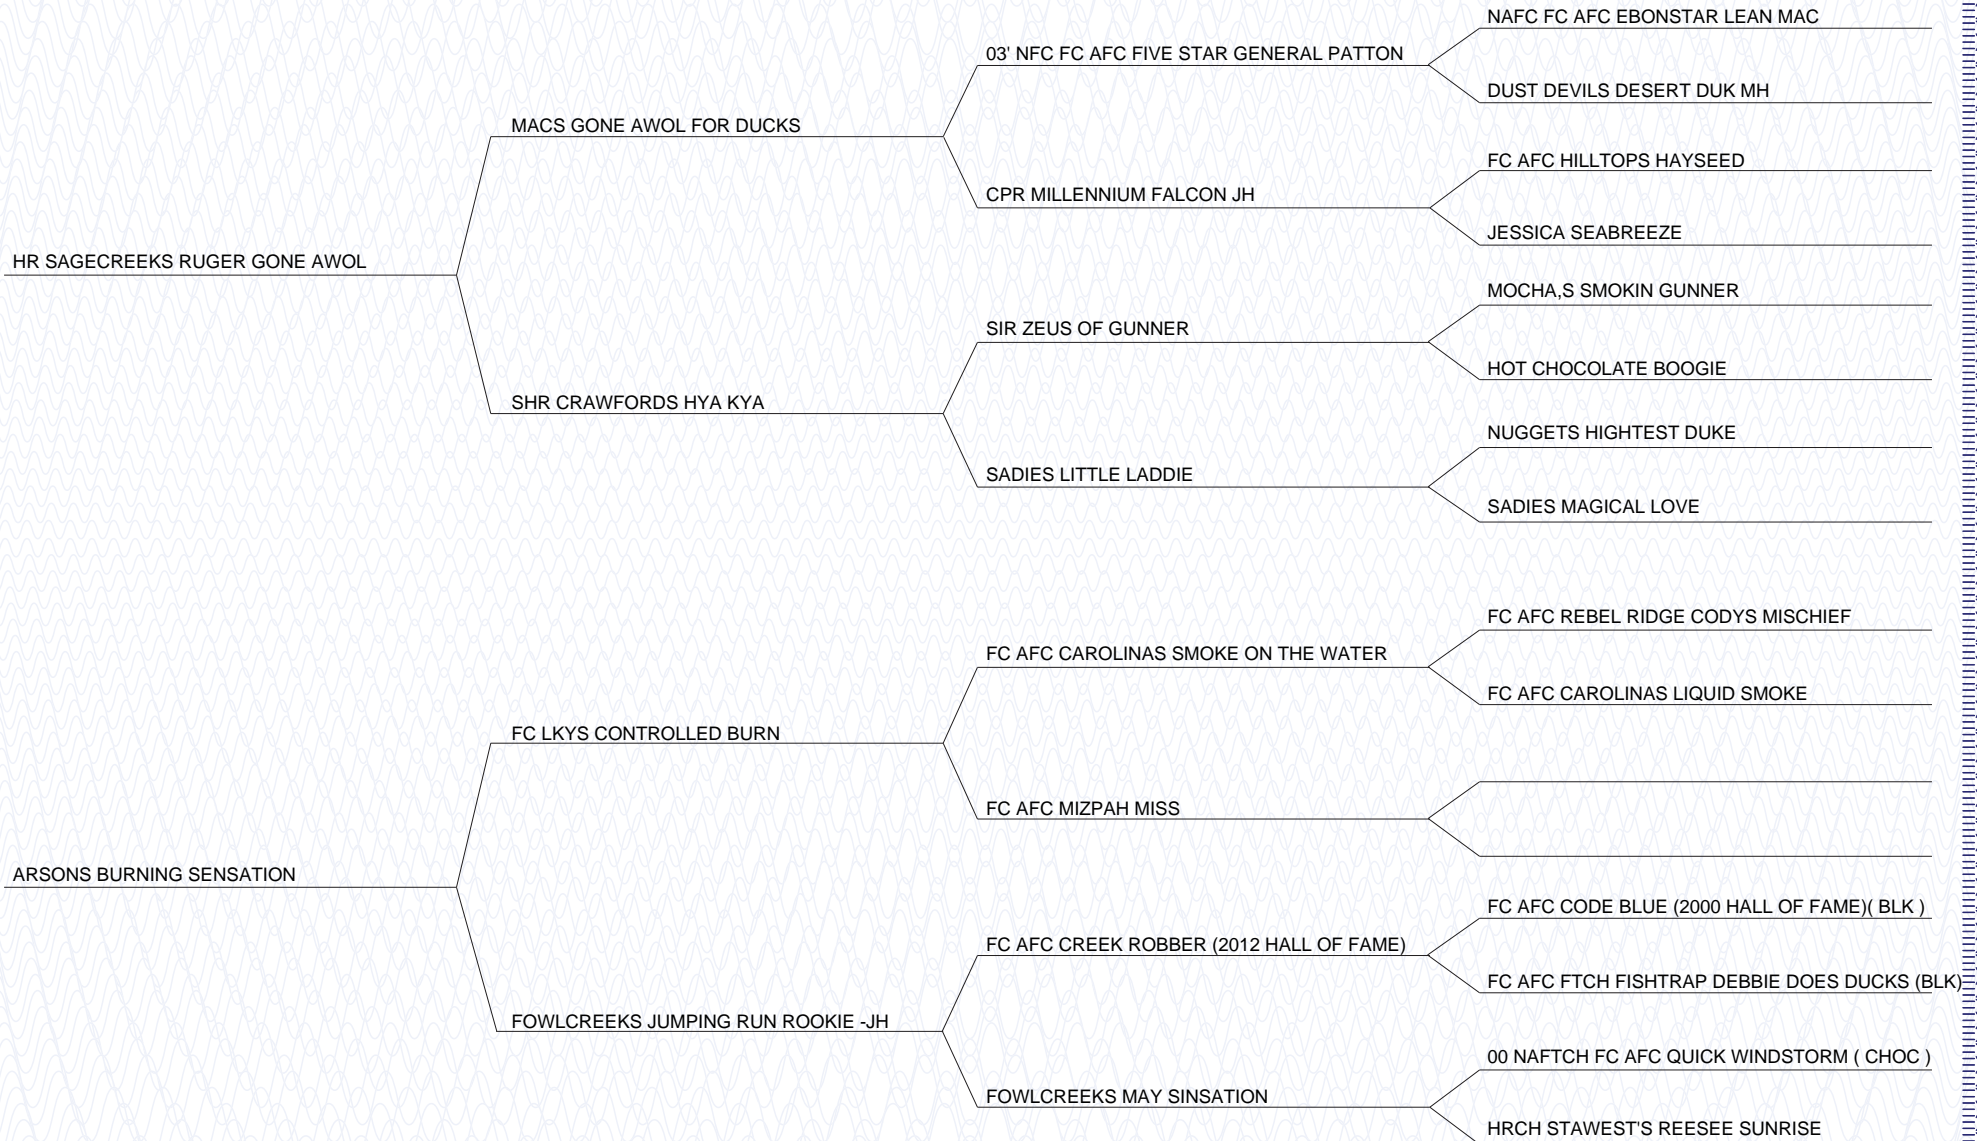 NAFC FC AFC EBONSTAR LEAN MAC
03' NFC FC AFC FIVE STAR GENERAL PATTON
DUST DEVILS DESERT DUK MH
MACS GONE AWOL FOR DUCKS
FC AFC HILLTOPS HAYSEED
CPR MILLENNIUM FALCON JH
JESSICA SEABREEZE
HR SAGECREEKS RUGER GONE AWOL
MOCHA,S SMOKIN GUNNER
SIR ZEUS OF GUNNER
HOT CHOCOLATE BOOGIE
SHR CRAWFORDS HYA KYA
NUGGETS HIGHTEST DUKE
SADIES LITTLE LADDIE
SADIES MAGICAL LOVE
FC AFC REBEL RIDGE CODYS MISCHIEF
FC AFC CAROLINAS SMOKE ON THE WATER
FC AFC CAROLINAS LIQUID SMOKE
FC LKYS CONTROLLED BURN
FC AFC MIZPAH MISS
ARSONS BURNING SENSATION
FC AFC CODE BLUE (2000 HALL OF FAME)( BLK )
FC AFC CREEK ROBBER (2012 HALL OF FAME)
FC AFC FTCH FISHTRAP DEBBIE DOES DUCKS (BLK)
FOWLCREEKS JUMPING RUN ROOKIE -JH
00 NAFTCH FC AFC QUICK WINDSTORM ( CHOC )
FOWLCREEKS MAY SINSATION
HRCH STAWEST'S REESEE SUNRISE